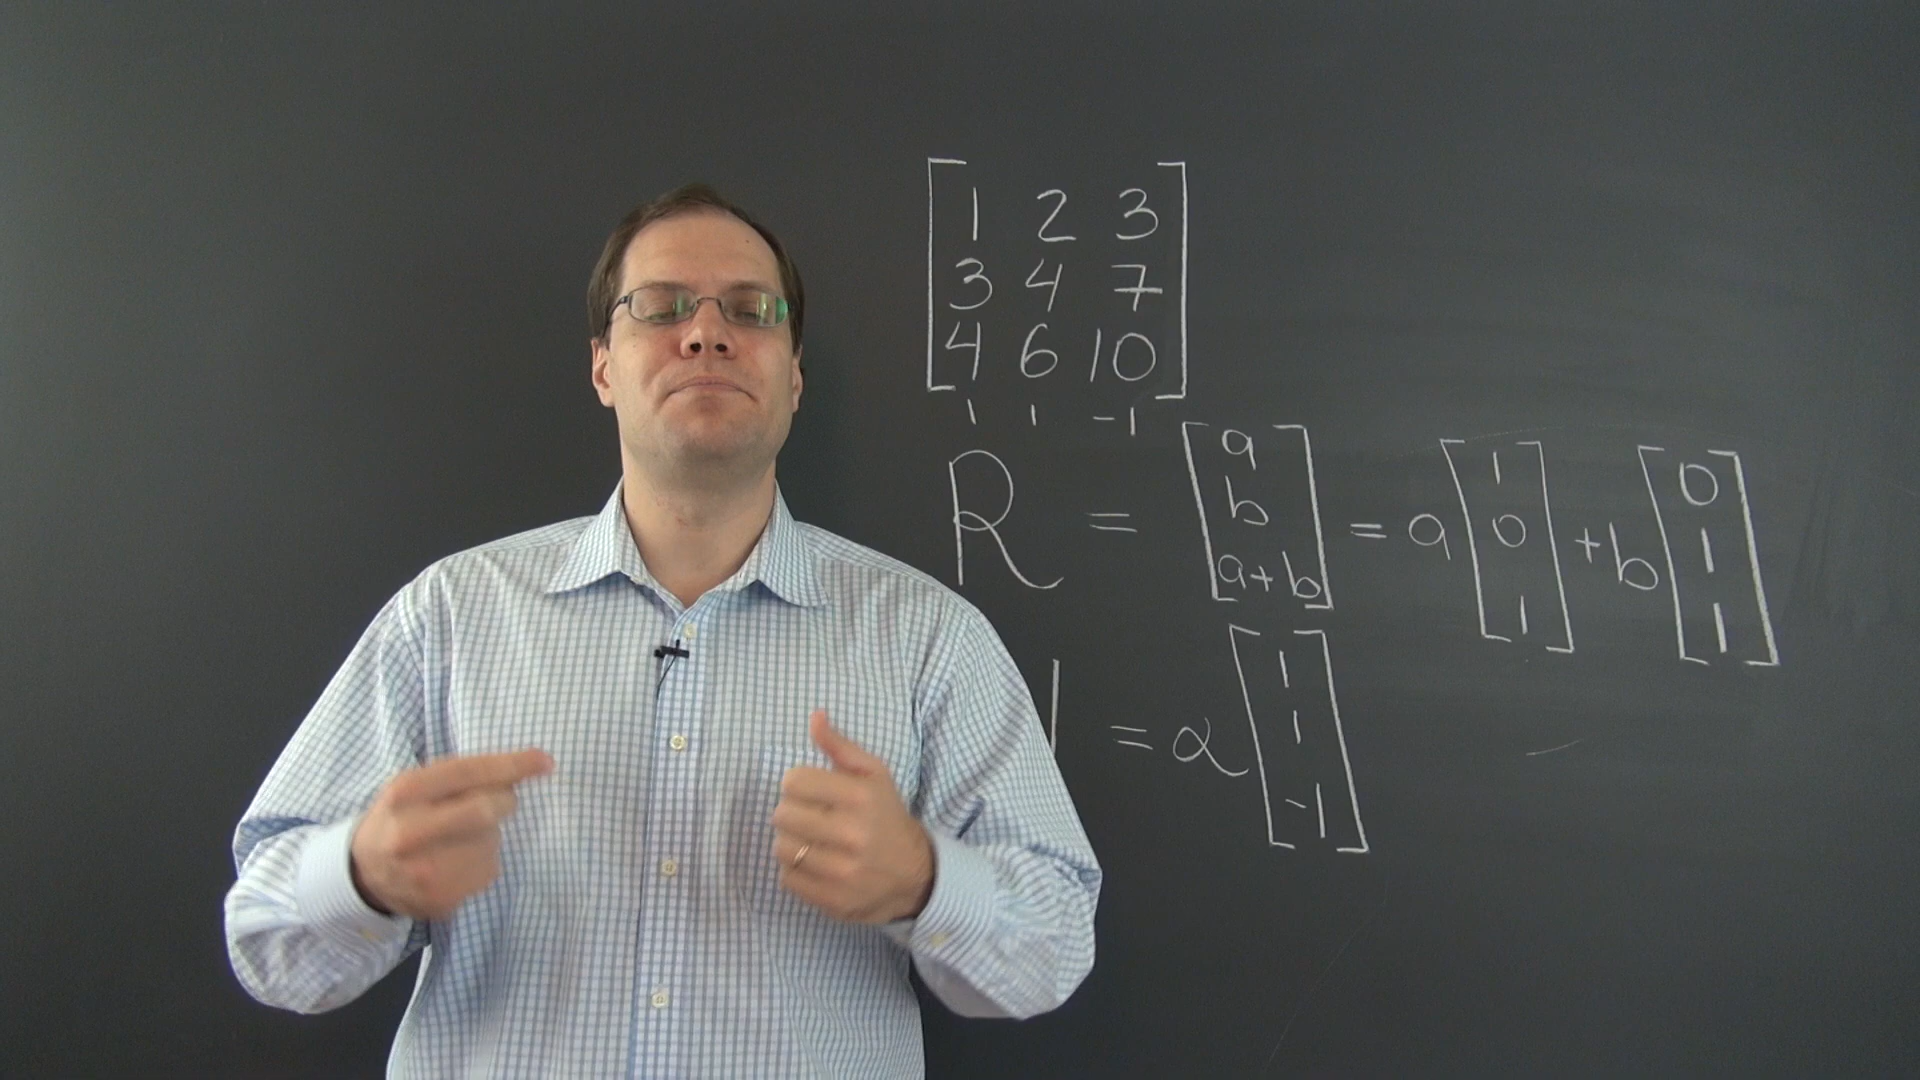 1 2 3
3 4 7
4 6 10
1 1 -1
R = [a b a+b] = a [1 0 1] + b [0 1 1]
= α [1 1 -1]